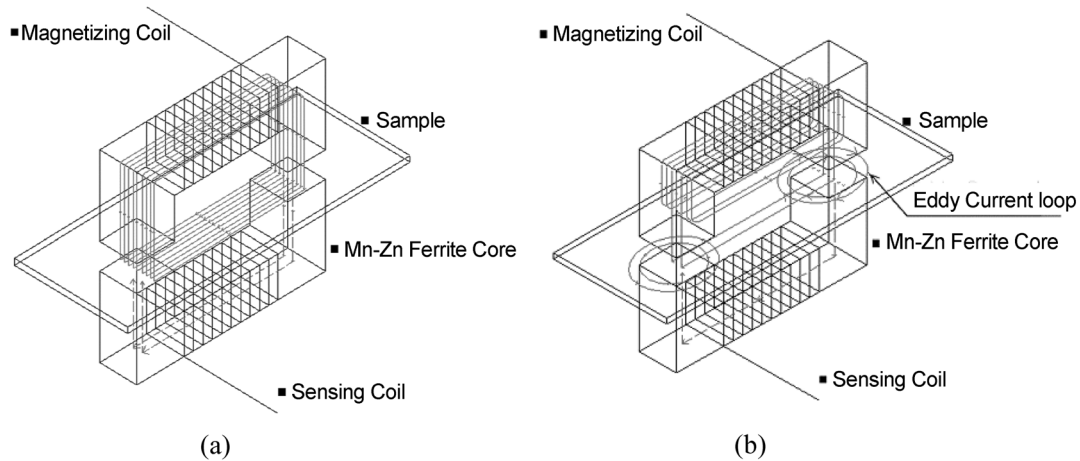 ■ Magnetizing Coil
■ Sample
■ Mn-Zn Ferrite Core
■ Sensing Coil
(a)
■ Magnetizing Coil
■ Sample
Eddy Current loop
■ Mn-Zn Ferrite Core
■ Sensing Coil
(b)